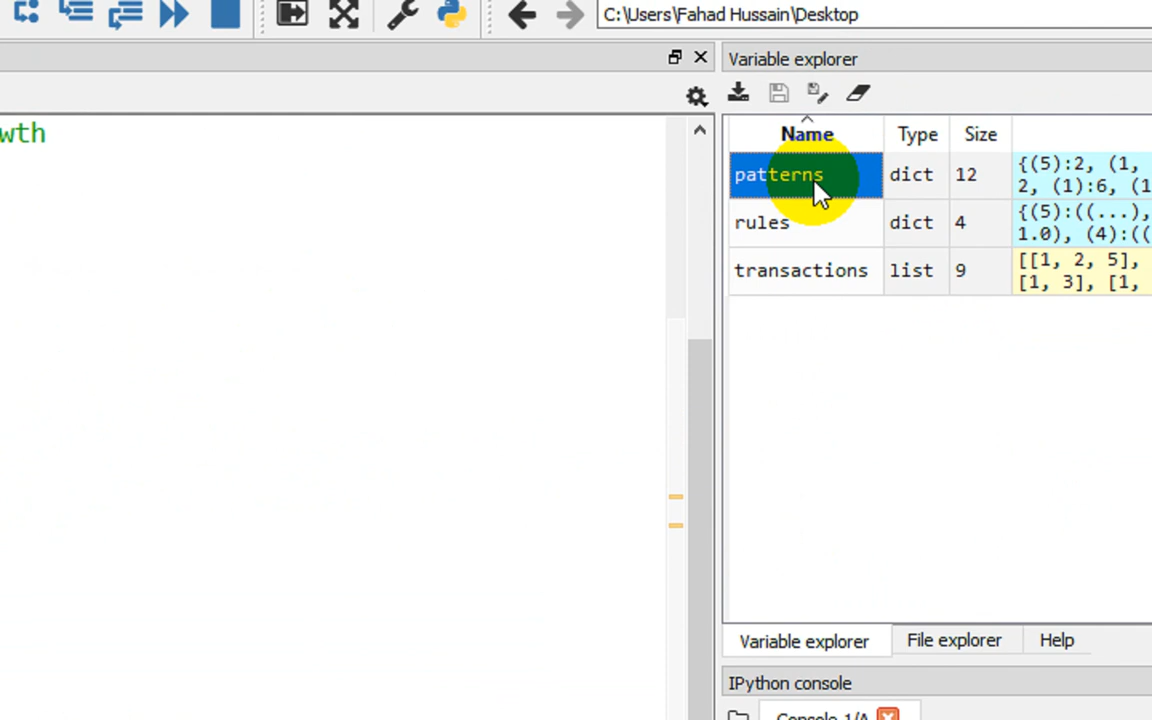 C:\Users\Fahad Hussain\Desktop
Variable explorer
wth
Name Type Size
patterns dict 12 {(5):2, (1,
2, (1):6, (1
rules dict 4 {(5):((...),
1.0), (4):((
transactions list 9 [[1, 2, 5],
[1, 3], [1,
Variable explorer File explorer Help
IPython console
Console 1/A